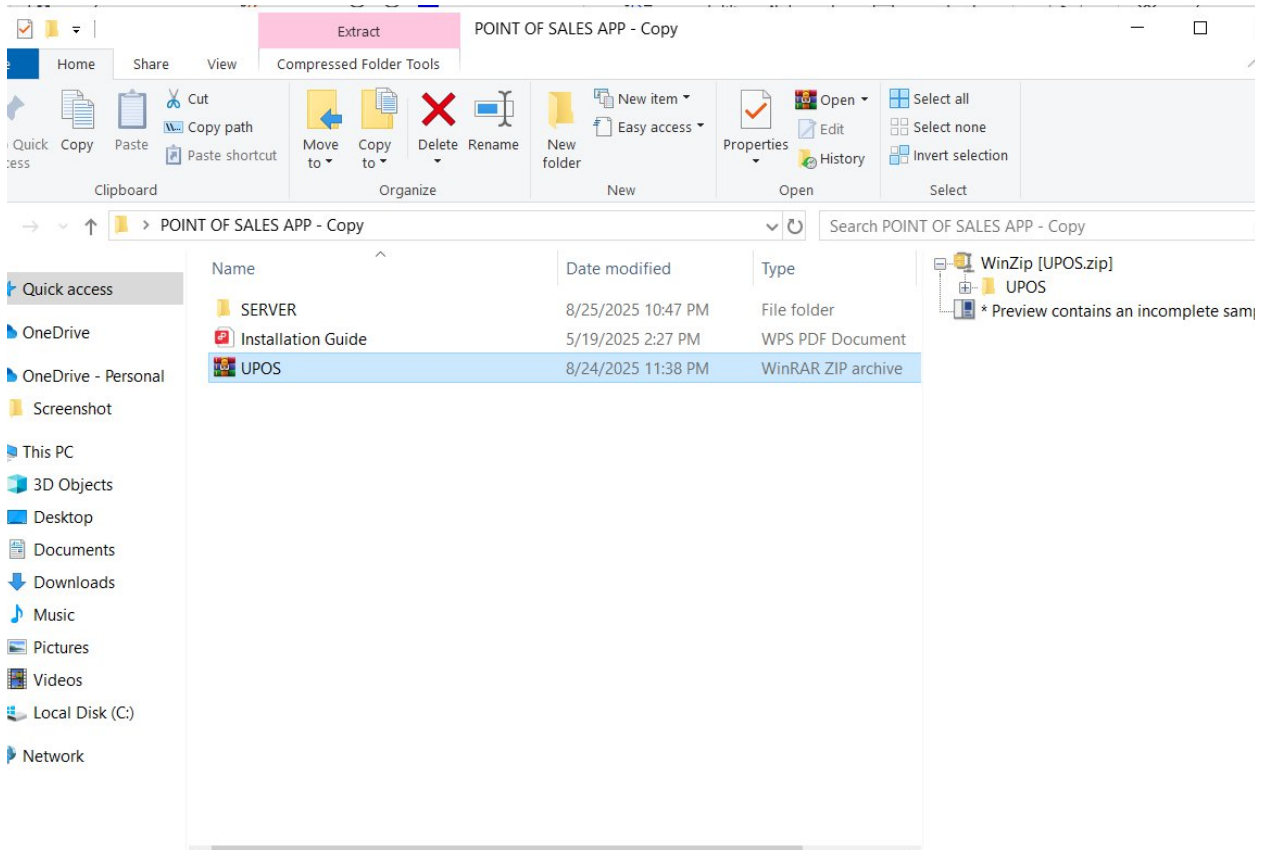 Extract
POINT OF SALES APP - Copy
Home Share View Compressed Folder Tools
Cut
Copy path
Paste shortcut
Quick
Copy
Paste
Clipboard
Move to
Copy to
Delete
Rename
Organize
New folder
New item
Easy access
New
Properties
Open
Edit
History
Open
Select all
Select none
Invert selection
Select
POINT OF SALES APP - Copy
Search POINT OF SALES APP - Copy
Quick access
OneDrive
OneDrive - Personal
Screenshot
This PC
3D Objects
Desktop
Documents
Downloads
Music
Pictures
Videos
Local Disk (C:)
Network
Name Date modified Type
SERVER 8/25/2025 10:47 PM File folder
Installation Guide 5/19/2025 2:27 PM WPS PDF Document
UPOS 8/24/2025 11:38 PM WinRAR ZIP archive
WinZip [UPOS.zip]
UPOS
* Preview contains an incomplete